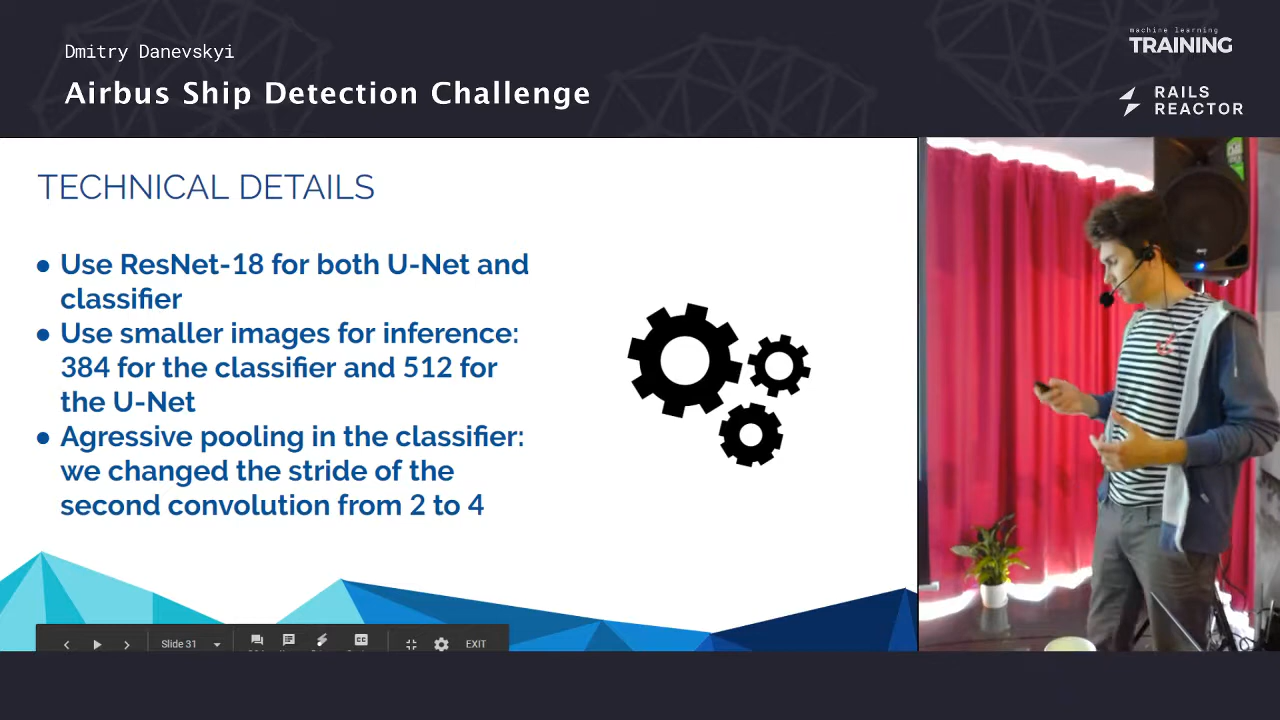 Dmitry Danevskyi
Airbus Ship Detection Challenge
machine learning
TRAINING
RAILS
REACTOR
TECHNICAL DETAILS
● Use ResNet-18 for both U-Net and
classifier
● Use smaller images for inference:
384 for the classifier and 512 for
the U-Net
● Agressive pooling in the classifier:
we changed the stride of the
second convolution from 2 to 4
Slide 31
CC
EXIT